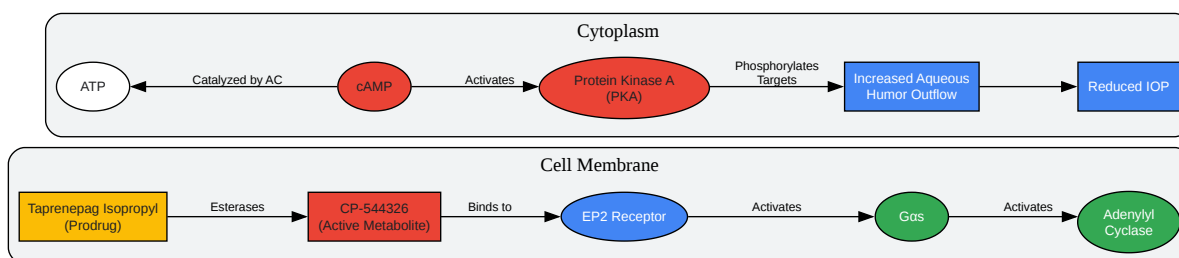 Cytoplasm
ATP
Catalyzed by AC
cAMP
Activates
Protein Kinase A
(PKA)
Phosphorylates
Targets
Increased Aqueous
Humor Outflow
Reduced IOP
Cell Membrane
Taprenepag Isopropyl
(Prodrug)
Esterases
CP-544326
(Active Metabolite)
Binds to
EP2 Receptor
Activates
Gαs
Activates
Adenylyl
Cyclase